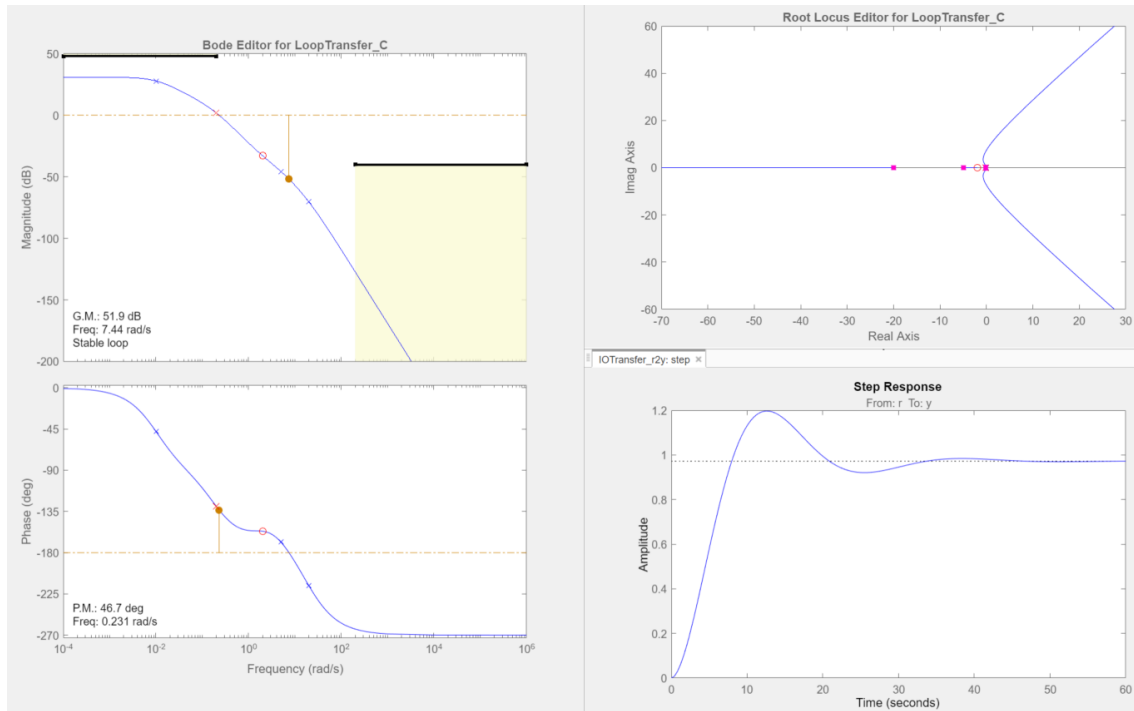 Bode Editor for LoopTransfer_C
50
0
-50
-100
-150
-200
Magnitude (dB)
G.M.: 51.9 dB
Freq: 7.44 rad/s
Stable loop
0
-45
-90
-135
-180
-225
-270
Phase (deg)
P.M.: 46.7 deg
Freq: 0.231 rad/s
10-4
10-2
100
102
104
106
Frequency (rad/s)
Root Locus Editor for LoopTransfer_C
60
40
20
0
-20
-40
-60
Imag Axis
-70 -60 -50 -40 -30 -20 -10 0 10 20 30
Real Axis
IOTransfer_r2y: step ×
Step Response
From: r To: y
1.2
1
0.8
0.6
0.4
0.2
0
Amplitude
0 10 20 30 40 50 60
Time (seconds)